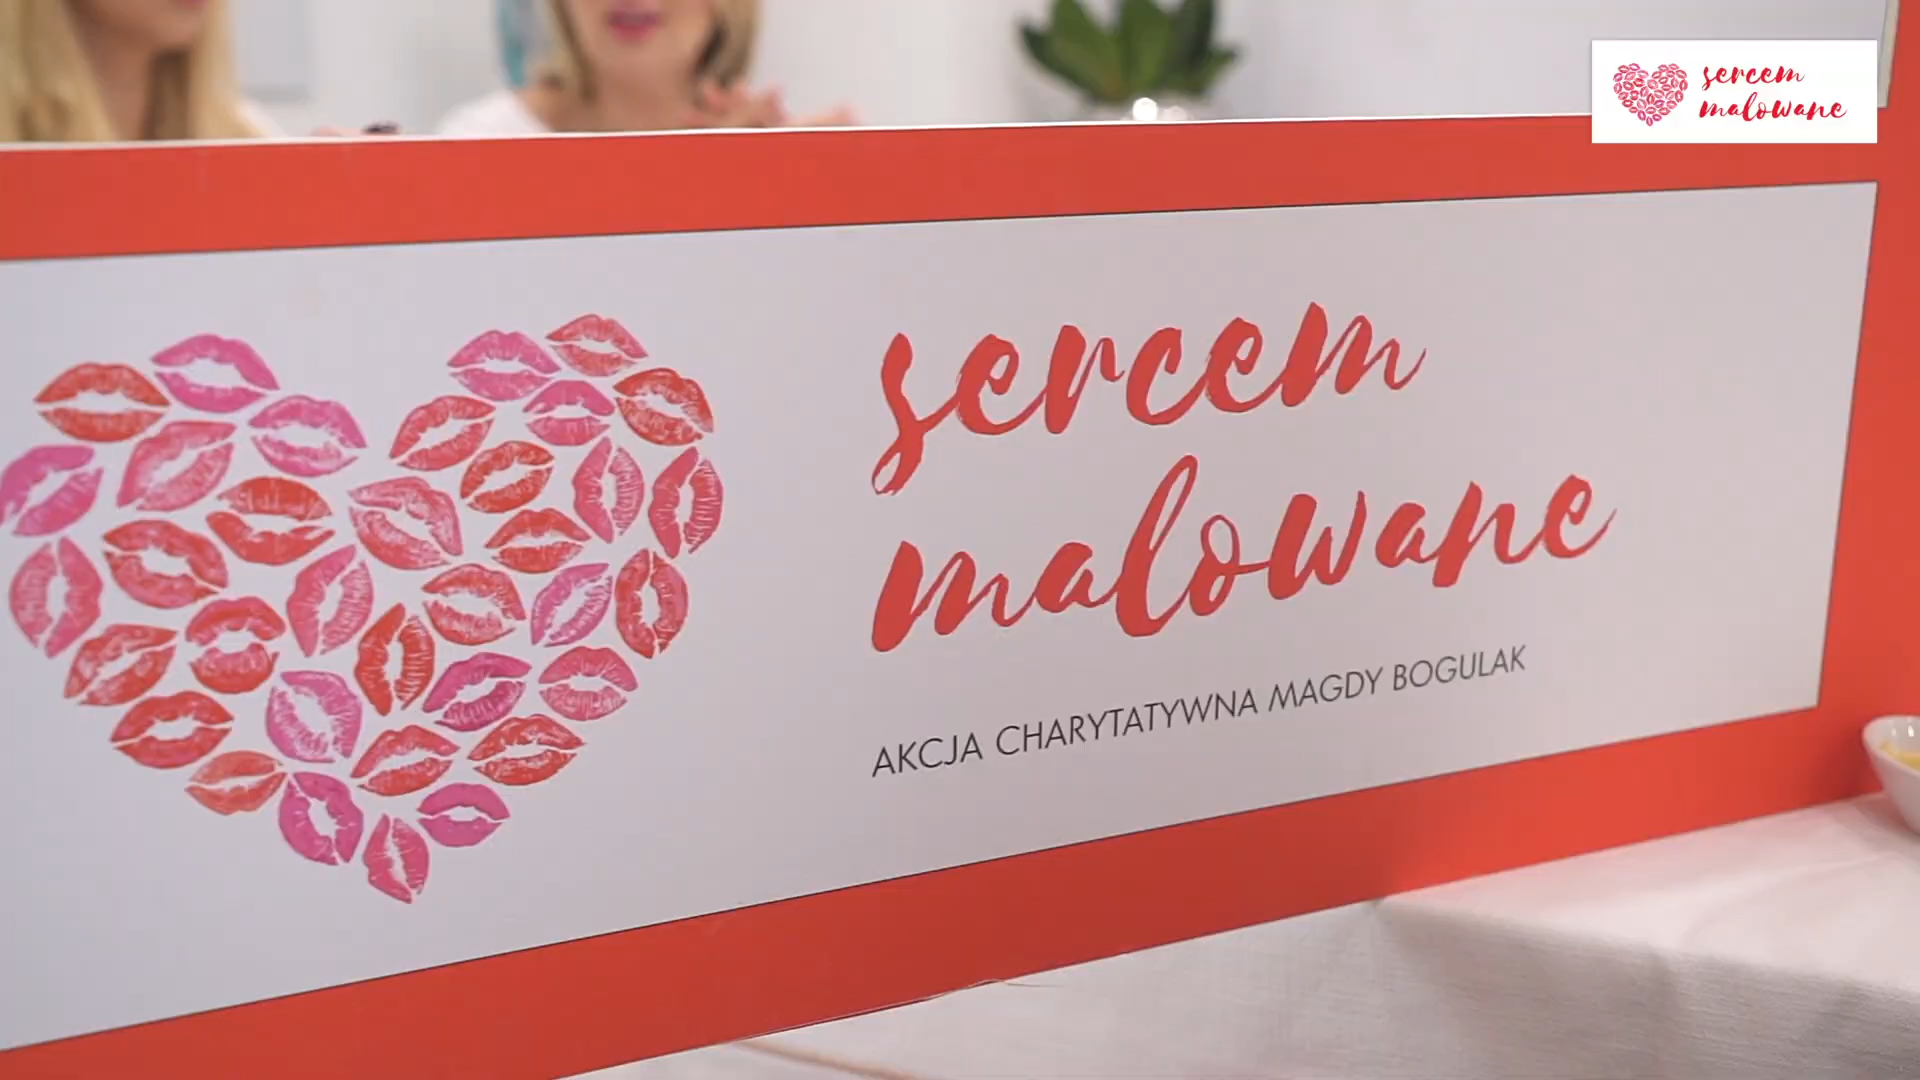 sercem
malowane
sercem
malowane
AKCJA CHARYTATYWNA MAGDY BOGULAK